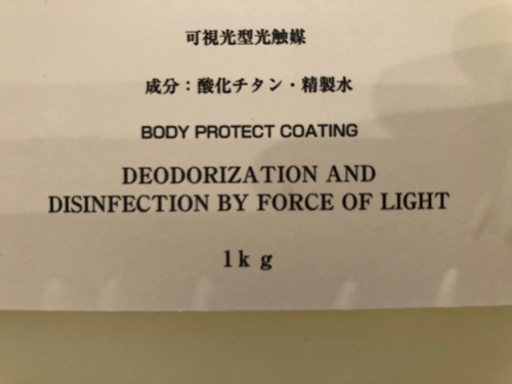 可視光型光触媒
成分：酸化チタン・精製水
BODY PROTECT COATING
DEODORIZATION AND
DISINFECTION BY FORCE OF LIGHT
1kg